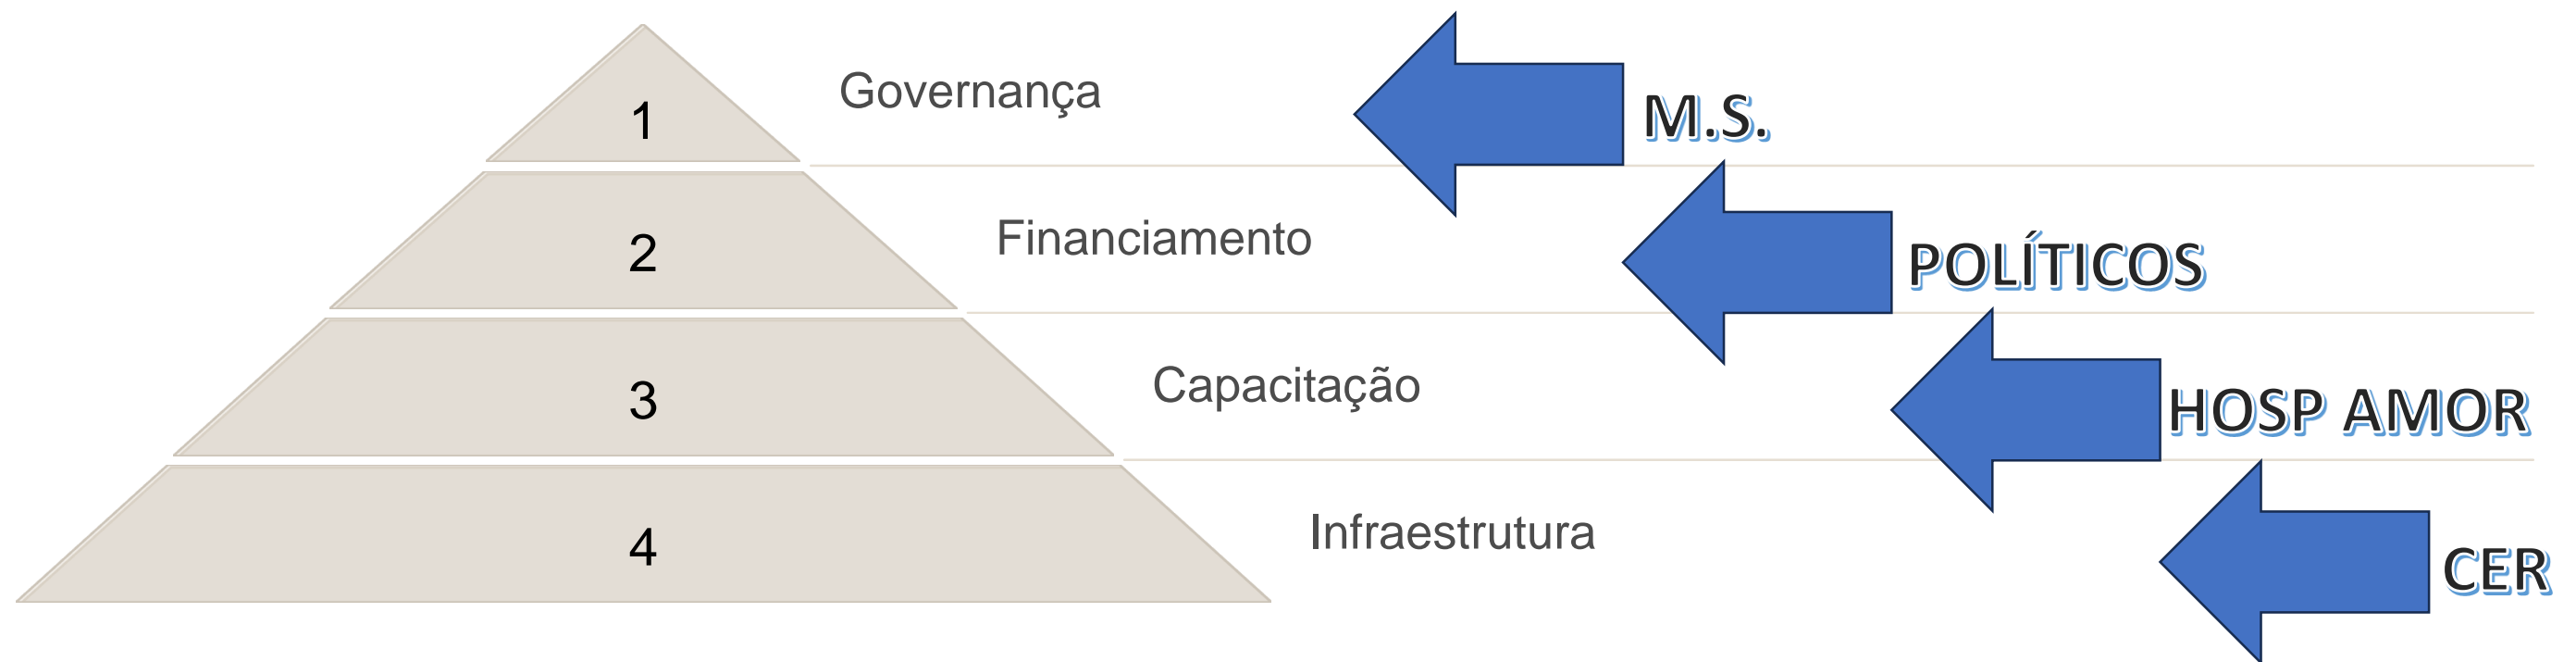 1
Governança
M.S.
2
Financiamento
POLÍTICOS
3
Capacitação
HOSP AMOR
4
Infraestrutura
CER